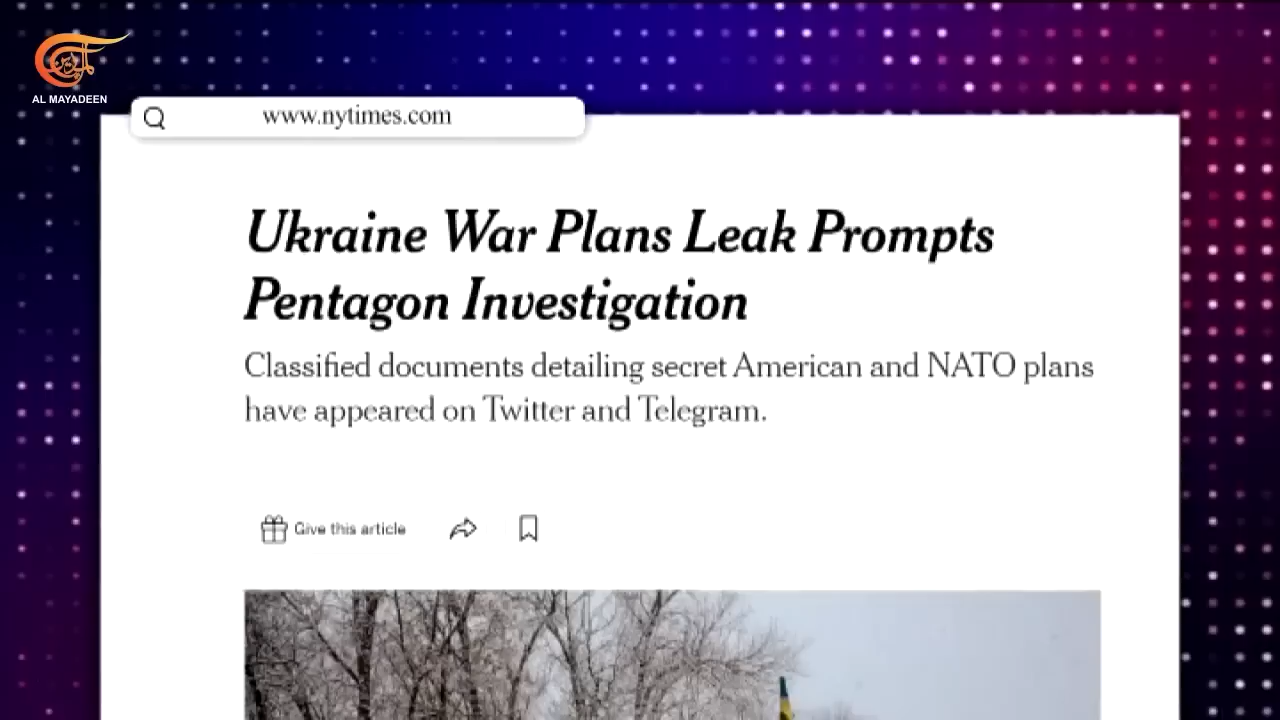 الميادين
AL MAYADEEN
www.nytimes.com
Ukraine War Plans Leak Prompts
Pentagon Investigation
Classified documents detailing secret American and NATO plans
have appeared on Twitter and Telegram.
Give this article